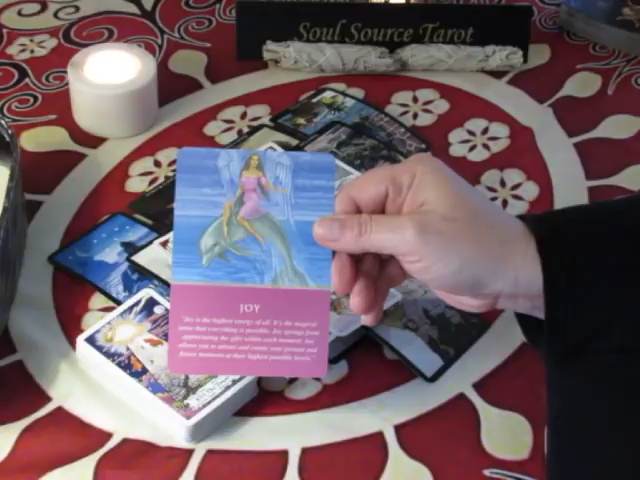 Soul Source Tarot
JOY
"Joy is the highest energy of all. It's the magical
sense that everything is possible. Joy springs from
appreciating the gifts within each moment. Joy
allows you to attract and create your present and
future moments at their highest possible levels."